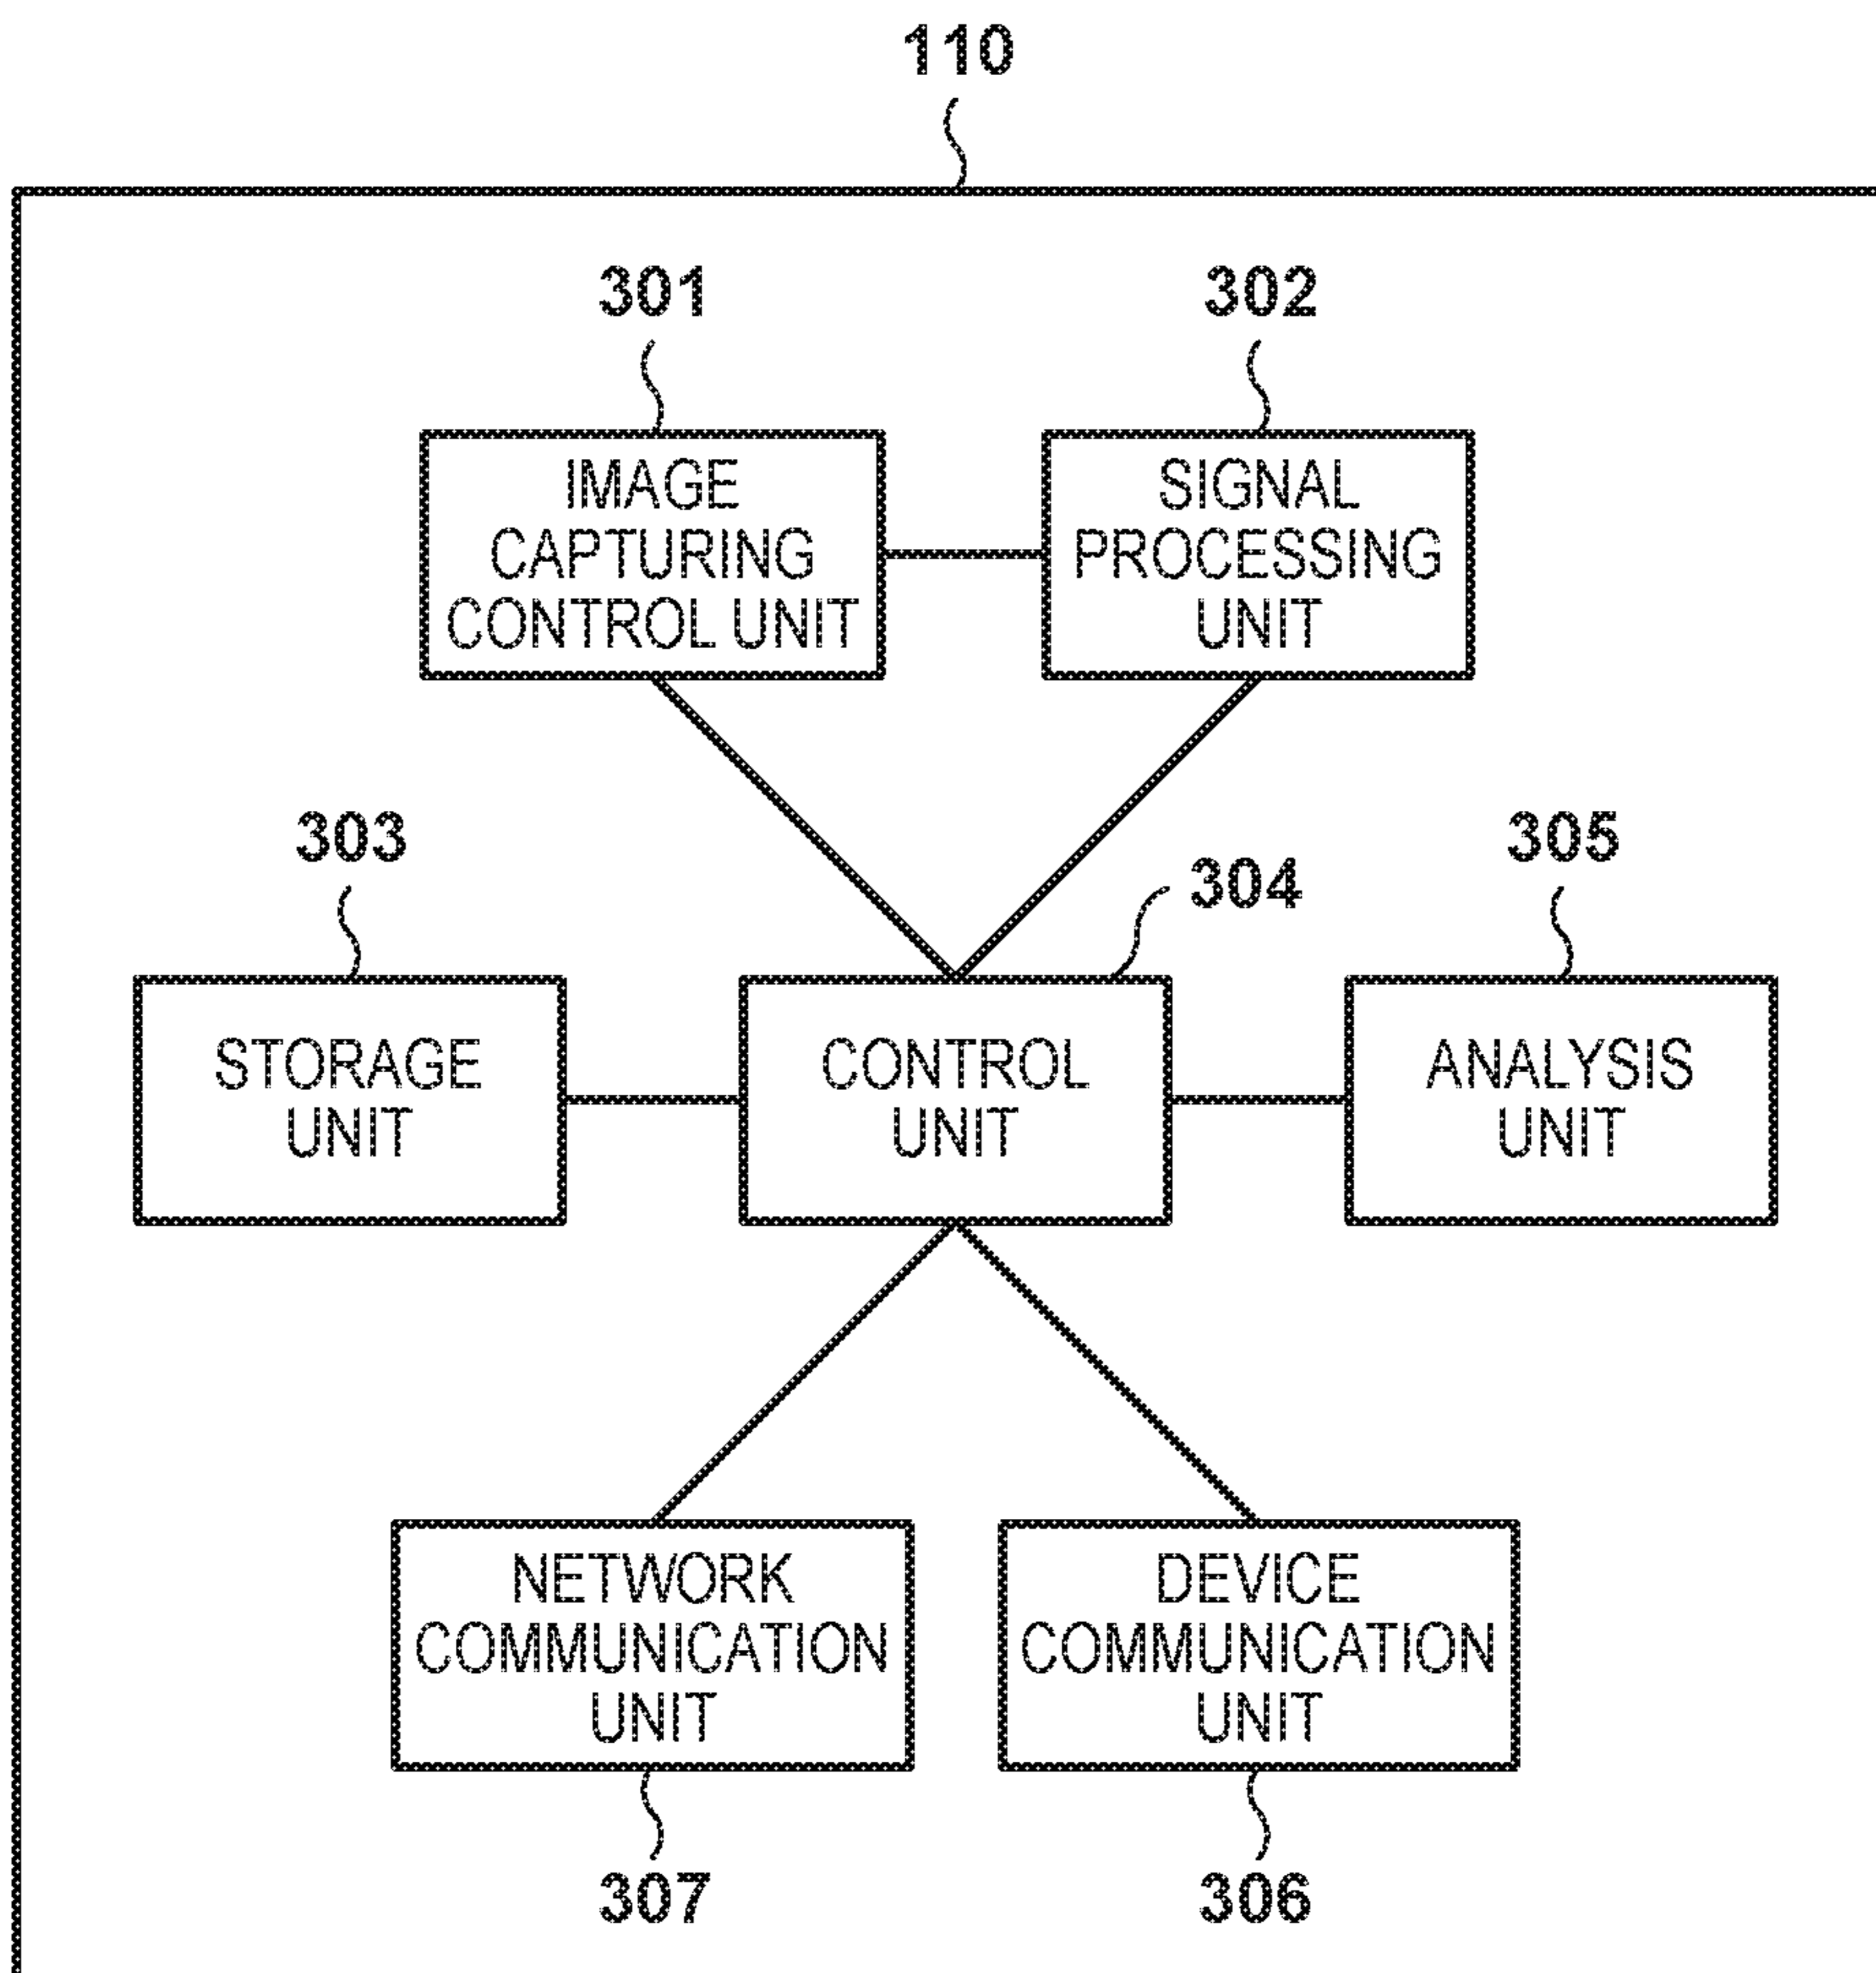 110
301
302
IMAGE
CAPTURING
CONTROL UNIT
SIGNAL
PROCESSING
UNIT
303
304
305
STORAGE
UNIT
CONTROL
UNIT
ANALYSIS
UNIT
NETWORK
COMMUNICATION
UNIT
DEVICE
COMMUNICATION
UNIT
307
306